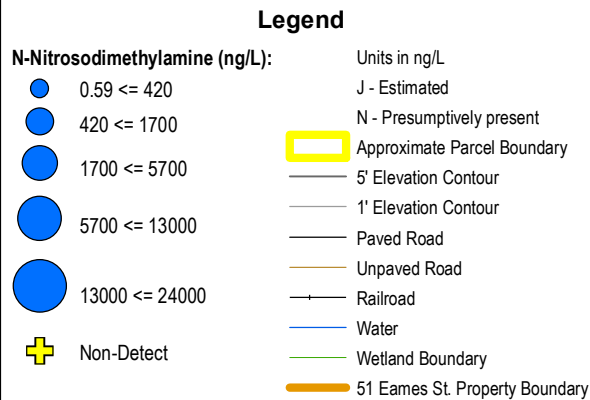 Legend
N-Nitrosodimethylamine (ng/L):
0.59 <= 420
420 <= 1700
1700 <= 5700
5700 <= 13000
13000 <= 24000
Non-Detect
Units in ng/L
J - Estimated
N - Presumptively present
Approximate Parcel Boundary
5' Elevation Contour
1' Elevation Contour
Paved Road
Unpaved Road
Railroad
Water
Wetland Boundary
51 Eames St. Property Boundary